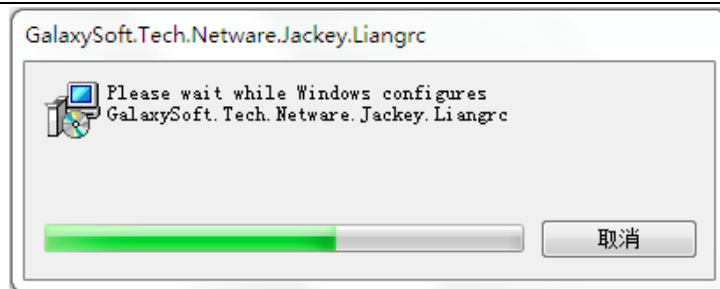 GalaxySoft.Tech.Netware.Jackey.Liangrc
Please wait while Windows configures
GalaxySoft.Tech.Netware.Jackey.Liangrc
取消